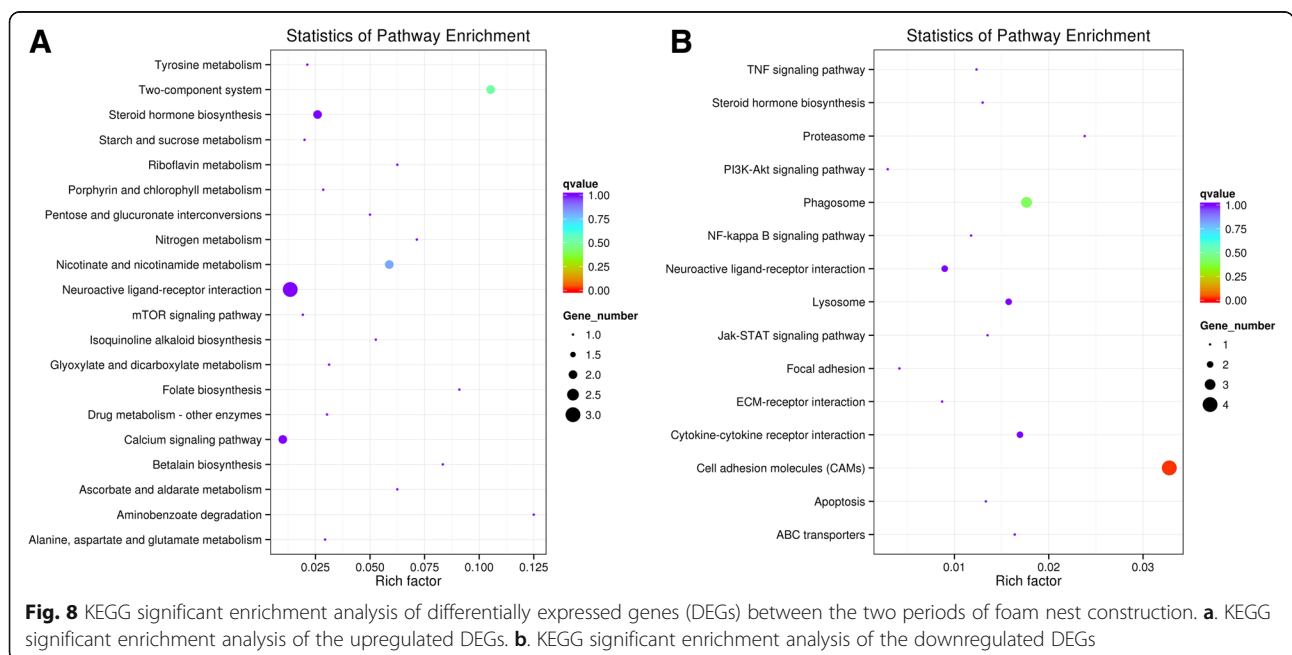 A
Statistics of Pathway Enrichment
Tyrosine metabolism
Two-component system
Steroid hormone biosynthesis
Starch and sucrose metabolism
Riboflavin metabolism
Porphyrin and chlorophyll metabolism
Pentose and glucuronate interconversions
Nitrogen metabolism
Nicotinate and nicotinamide metabolism
Neuroactive ligand-receptor interaction
mTOR signaling pathway
Isoquinoline alkaloid biosynthesis
Glyoxylate and dicarboxylate metabolism
Folate biosynthesis
Drug metabolism - other enzymes
Calcium signaling pathway
Betalain biosynthesis
Ascorbate and aldarate metabolism
Aminobenzoate degradation
Alanine, aspartate and glutamate metabolism
0.025 0.050 0.075 0.100 0.125
Rich factor
qvalue
1.00
0.75
0.50
0.25
0.00
Gene_number
1.0
1.5
2.0
2.5
3.0
B
Statistics of Pathway Enrichment
TNF signaling pathway
Steroid hormone biosynthesis
Proteasome
PI3K-Akt signaling pathway
Phagosome
NF-kappa B signaling pathway
Neuroactive ligand-receptor interaction
Lysosome
Jak-STAT signaling pathway
Focal adhesion
ECM-receptor interaction
Cytokine-cytokine receptor interaction
Cell adhesion molecules (CAMs)
Apoptosis
ABC transporters
0.01 0.02 0.03
Rich factor
qvalue
1.00
0.75
0.50
0.25
0.00
Gene_number
1
2
3
4
Fig. 8 KEGG significant enrichment analysis of differentially expressed genes (DEGs) between the two periods of foam nest construction. a. KEGG
significant enrichment analysis of the upregulated DEGs. b. KEGG significant enrichment analysis of the downregulated DEGs